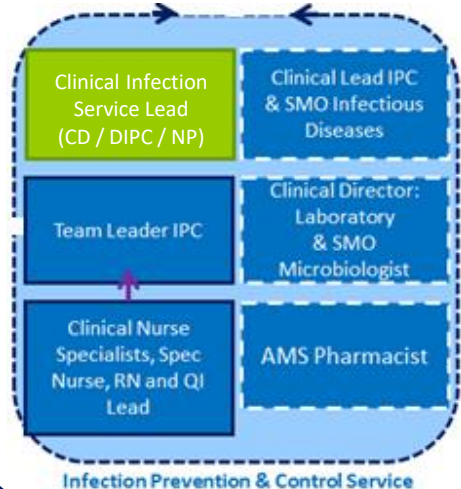 Clinical Infection
Service Lead
(CD / DIPC / NP)
Clinical Lead IPC
& SMO Infectious
Diseases
Team Leader IPC
Clinical Director:
Laboratory
& SMO
Microbiologist
Clinical Nurse
Specialists, Spec
Nurse, RN and QI
Lead
AMS Pharmacist
Infection Prevention & Control Service